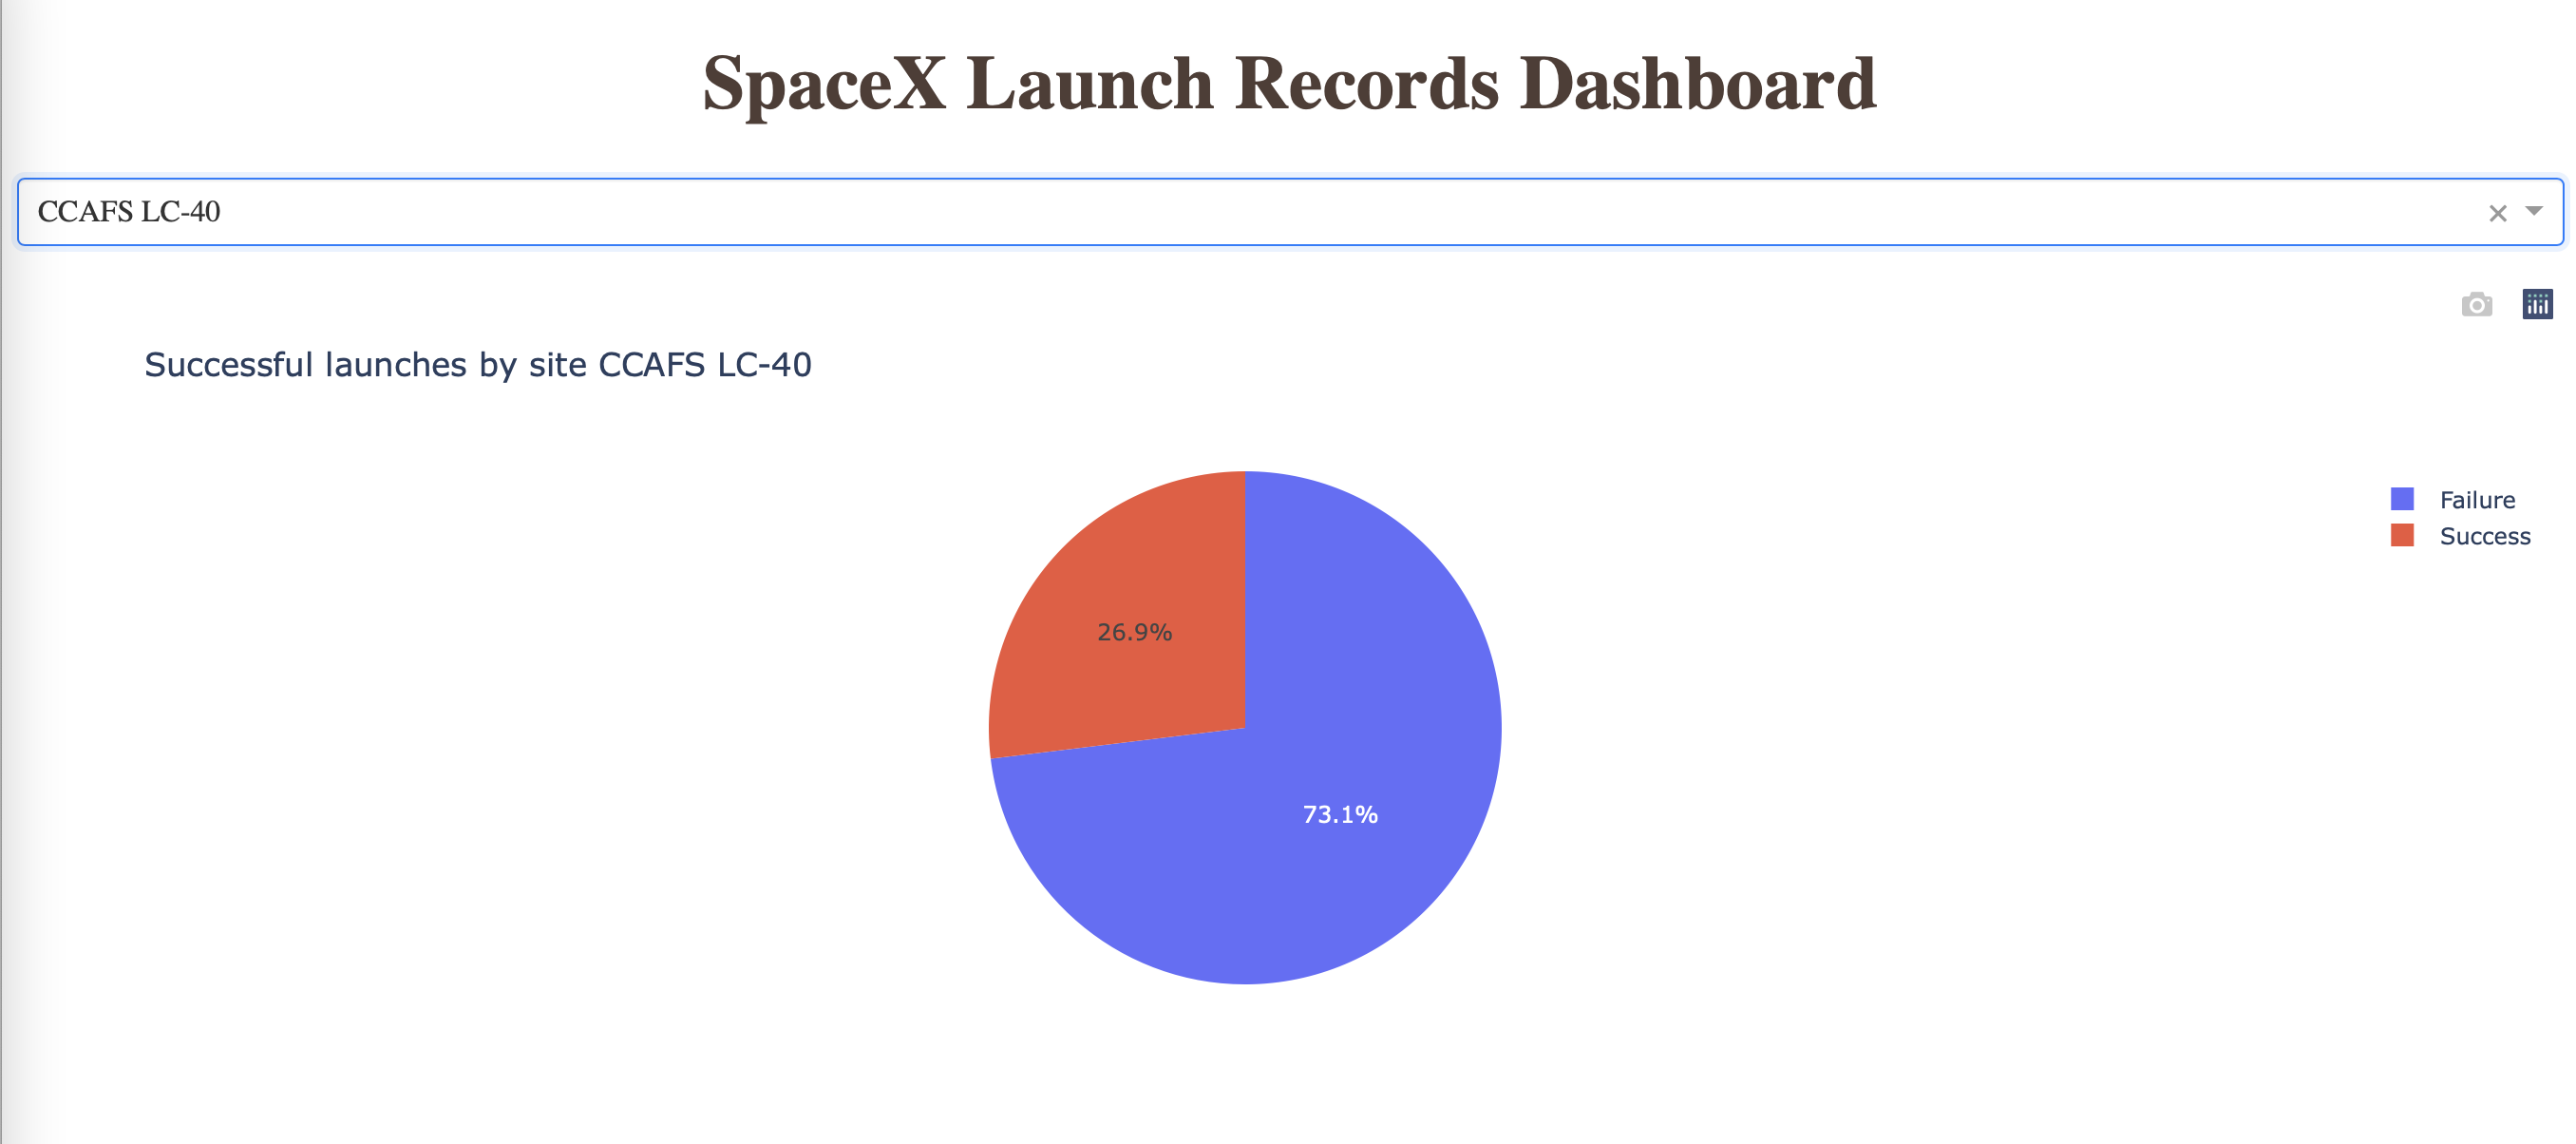 SpaceX Launch Records Dashboard
CCAFS LC-40
Successful launches by site CCAFS LC-40
Failure
Success
26.9%
73.1%